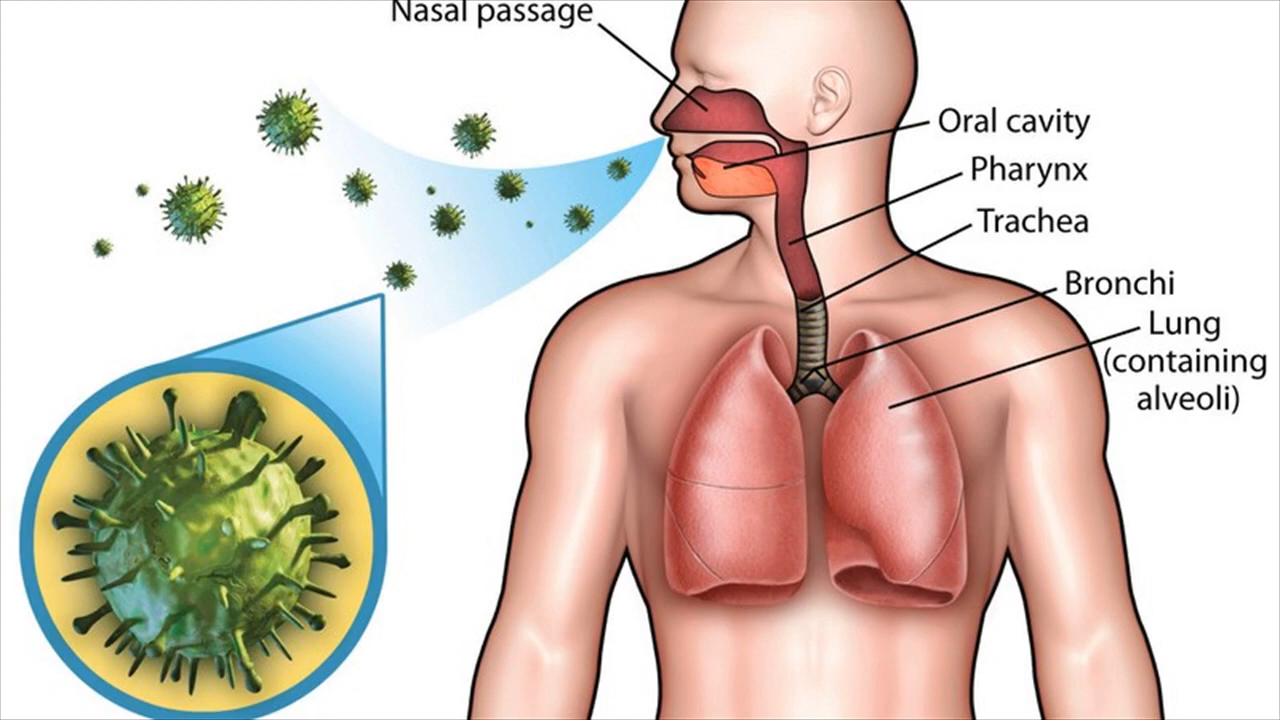 Nasal passage
Oral cavity
Pharynx
Trachea
Bronchi
Lung
(containing
alveoli)